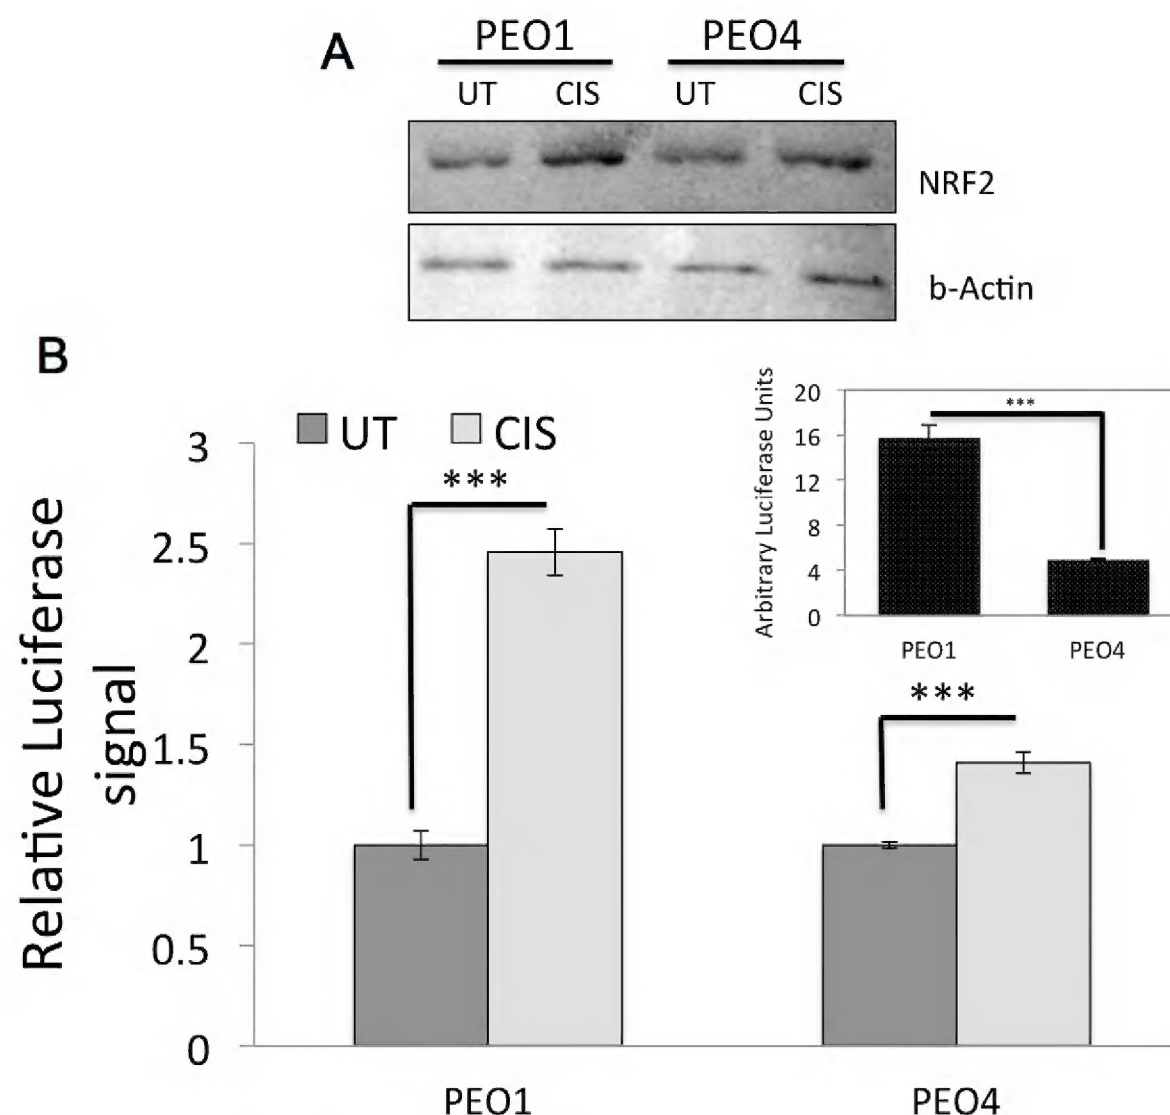 A
PEO1 PEO4
UT CIS UT CIS
NRF2
b-Actin
B
UT CIS
Relative Luciferase
signal
3
2.5
2
1.5
1
0.5
0
***
***
PEO1 PEO4
Arbitrary Luciferase Units
20
16
12
8
4
0
***
PEO1 PEO4